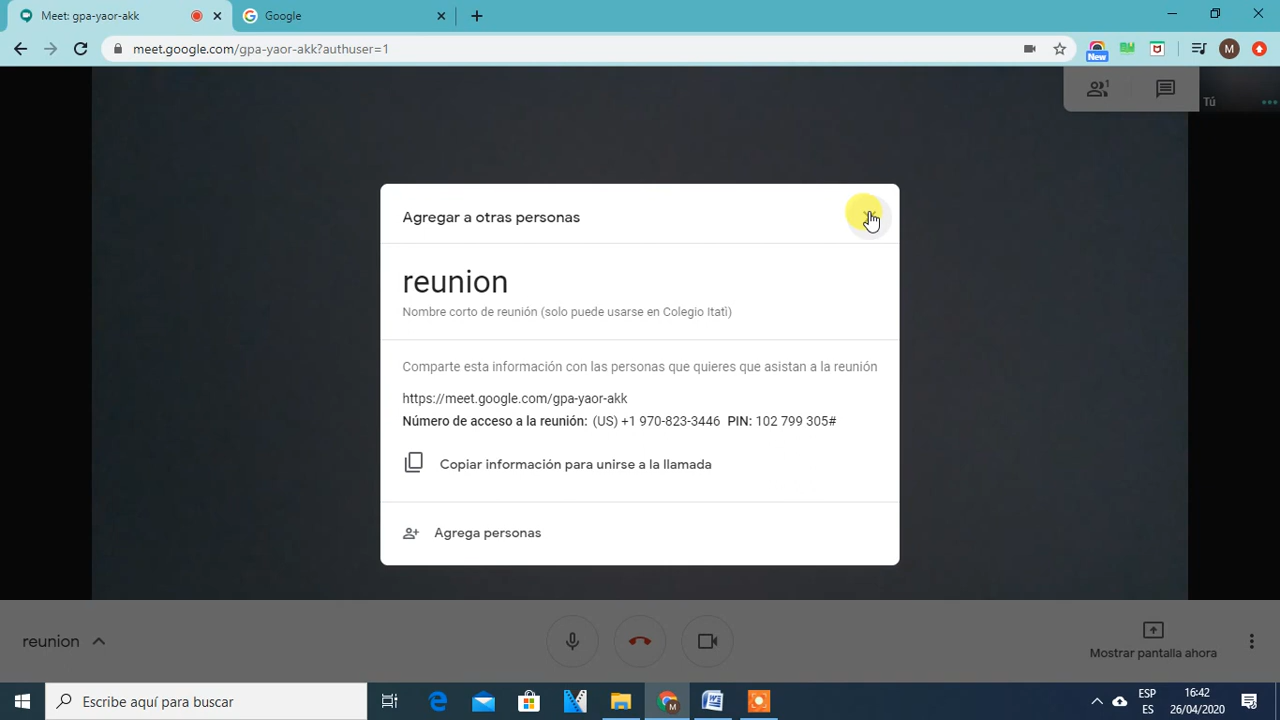 Meet: gpa-yaor-akk
Google
meet.google.com/gpa-yaor-akk?authuser=1
New
M
1
Tú
Agregar a otras personas
reunion
Nombre corto de reunión (solo puede usarse en Colegio Itatì)
Comparte esta información con las personas que quieres que asistan a la reunión
https://meet.google.com/gpa-yaor-akk
Número de acceso a la reunión: (US) +1 970-823-3446 PIN: 102 799 305#
Copiar información para unirse a la llamada
Agrega personas
reunion
Mostrar pantalla ahora
Escribe aquí para buscar
ESP
ES
16:42
26/04/2020